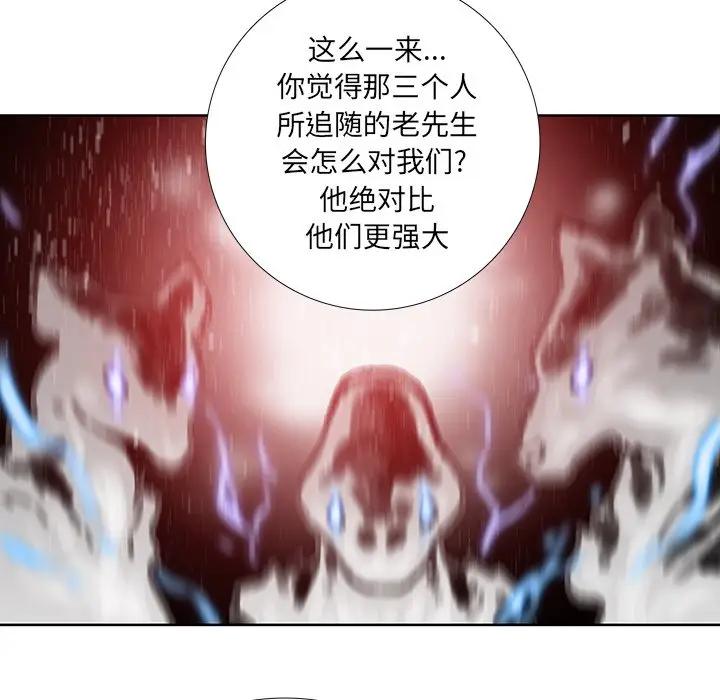 这么一来...
你觉得那三个人
所追随的老先生
会怎么对我们?
他绝对比
他们更强大